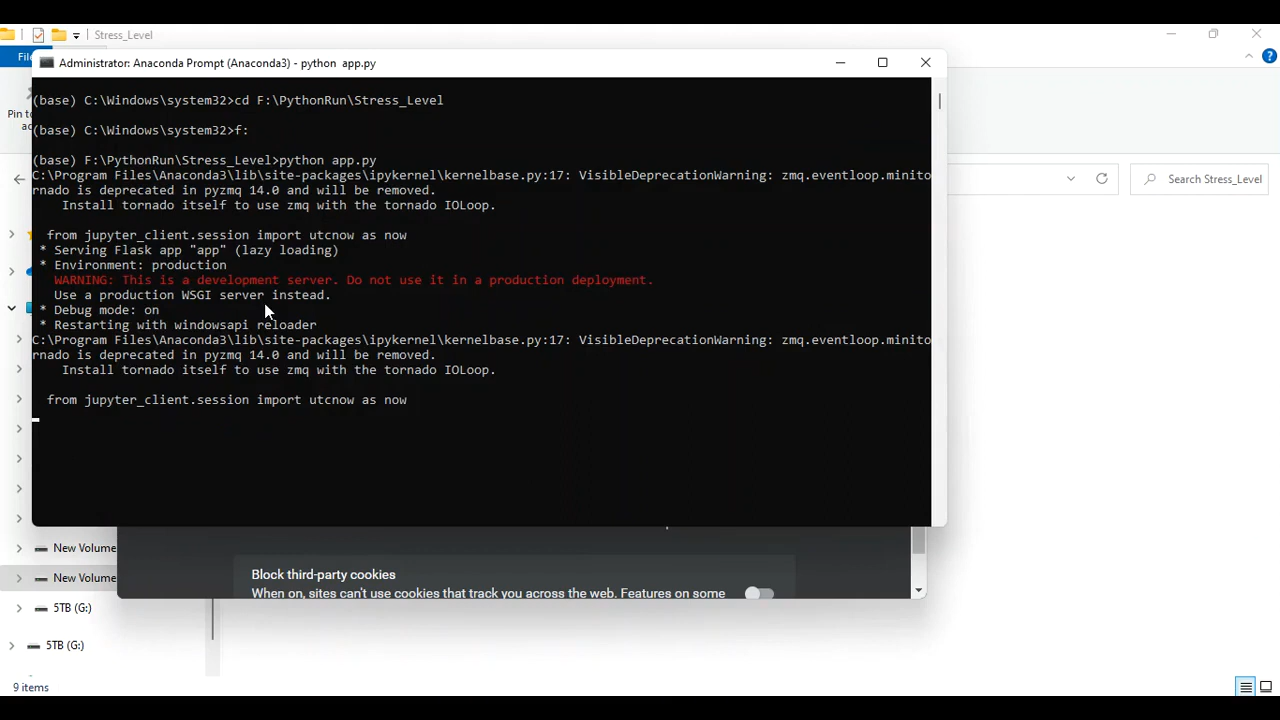 Stress_Level
File
Administrator: Anaconda Prompt (Anaconda3) - python  app.py
(base) C:\Windows\system32>cd F:\PythonRun\Stress_Level
(base) C:\Windows\system32>f:
(base) F:\PythonRun\Stress_Level>python app.py
C:\Program Files\Anaconda3\lib\site-packages\ipykernel\kernelbase.py:17: VisibleDeprecationWarning: zmq.eventloop.minito
rnado is deprecated in pyzmq 14.0 and will be removed.
Install tornado itself to use zmq with the tornado IOLoop.
from jupyter_client.session import utcnow as now
* Serving Flask app "app" (lazy loading)
* Environment: production
WARNING: This is a development server. Do not use it in a production deployment.
Use a production WSGI server instead.
* Debug mode: on
* Restarting with windowsapi reloader
C:\Program Files\Anaconda3\lib\site-packages\ipykernel\kernelbase.py:17: VisibleDeprecationWarning: zmq.eventloop.minito
rnado is deprecated in pyzmq 14.0 and will be removed.
Install tornado itself to use zmq with the tornado IOLoop.
from jupyter_client.session import utcnow as now
Pin to
Search Stress_Level
New Volume
New Volume
5TB (G:)
5TB (G:)
Block third-party cookies
When on, sites can't use cookies that track you across the web. Features on some
9 items